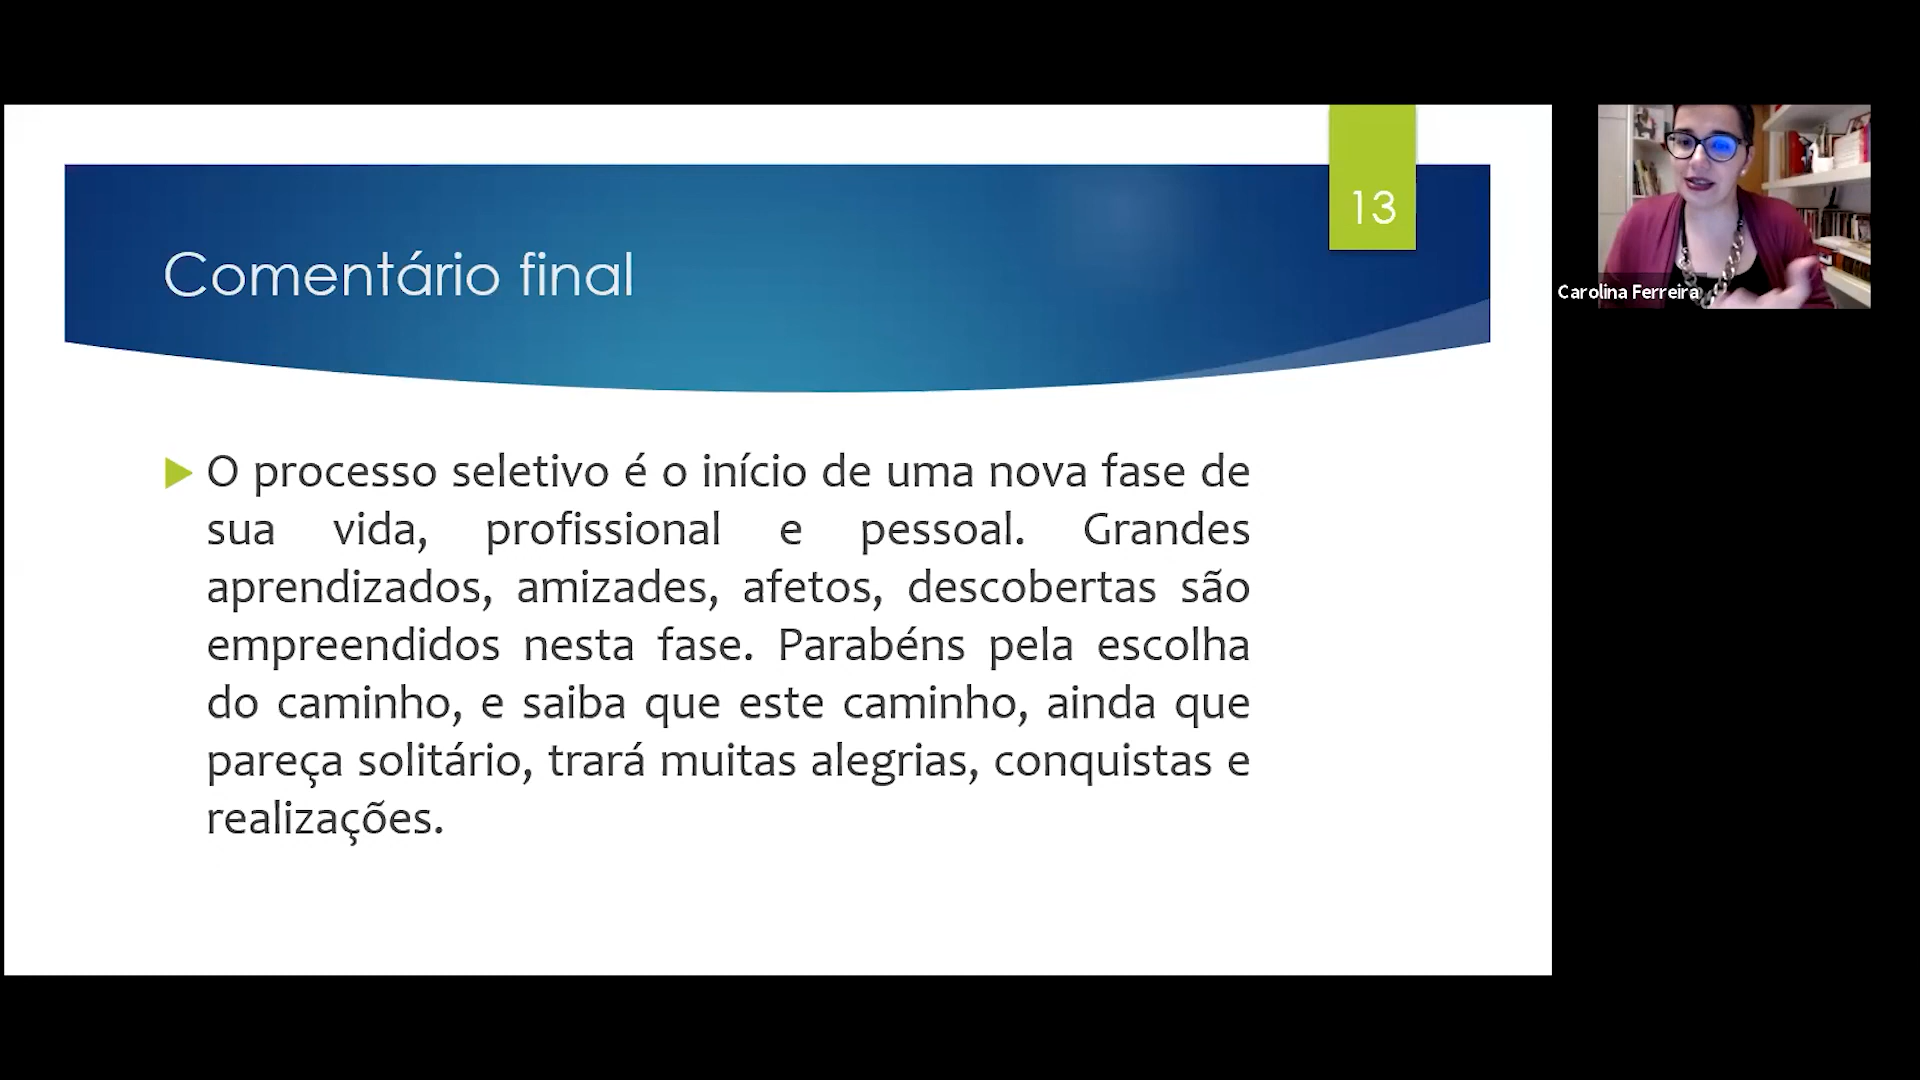 13
Comentário final
O processo seletivo é o início de uma nova fase de
sua vida, profissional e pessoal. Grandes
aprendizados, amizades, afetos, descobertas são
empreendidos nesta fase. Parabéns pela escolha
do caminho, e saiba que este caminho, ainda que
pareça solitário, trará muitas alegrias, conquistas e
realizações.
Carolina Ferreira